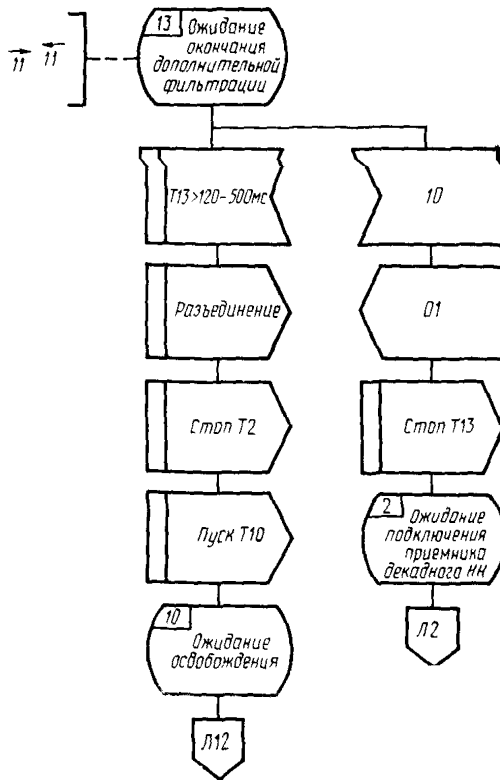 13
Ожидание
окончания
дополнительной
фильтрации
11 11
Т13>120-500мс
Разъединение
Стоп Т2
Пуск Т10
10
Ожидание
освобождения
Л12
10
01
Стоп Т13
2
Ожидание
подключения
приемника
декадного НН
Л2